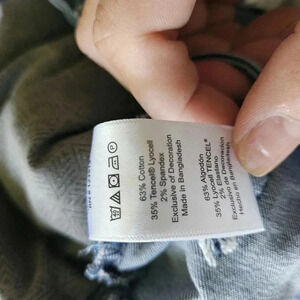 63% Cotton
35% Tencel® Lyocell
2% Spandex
Exclusive of Decoration
Made in Bangladesh
63% Algodón
35% Lyocell TENCEL®
2% Elastano
Exclusivo de Decoración
Hecho en Bangladesh